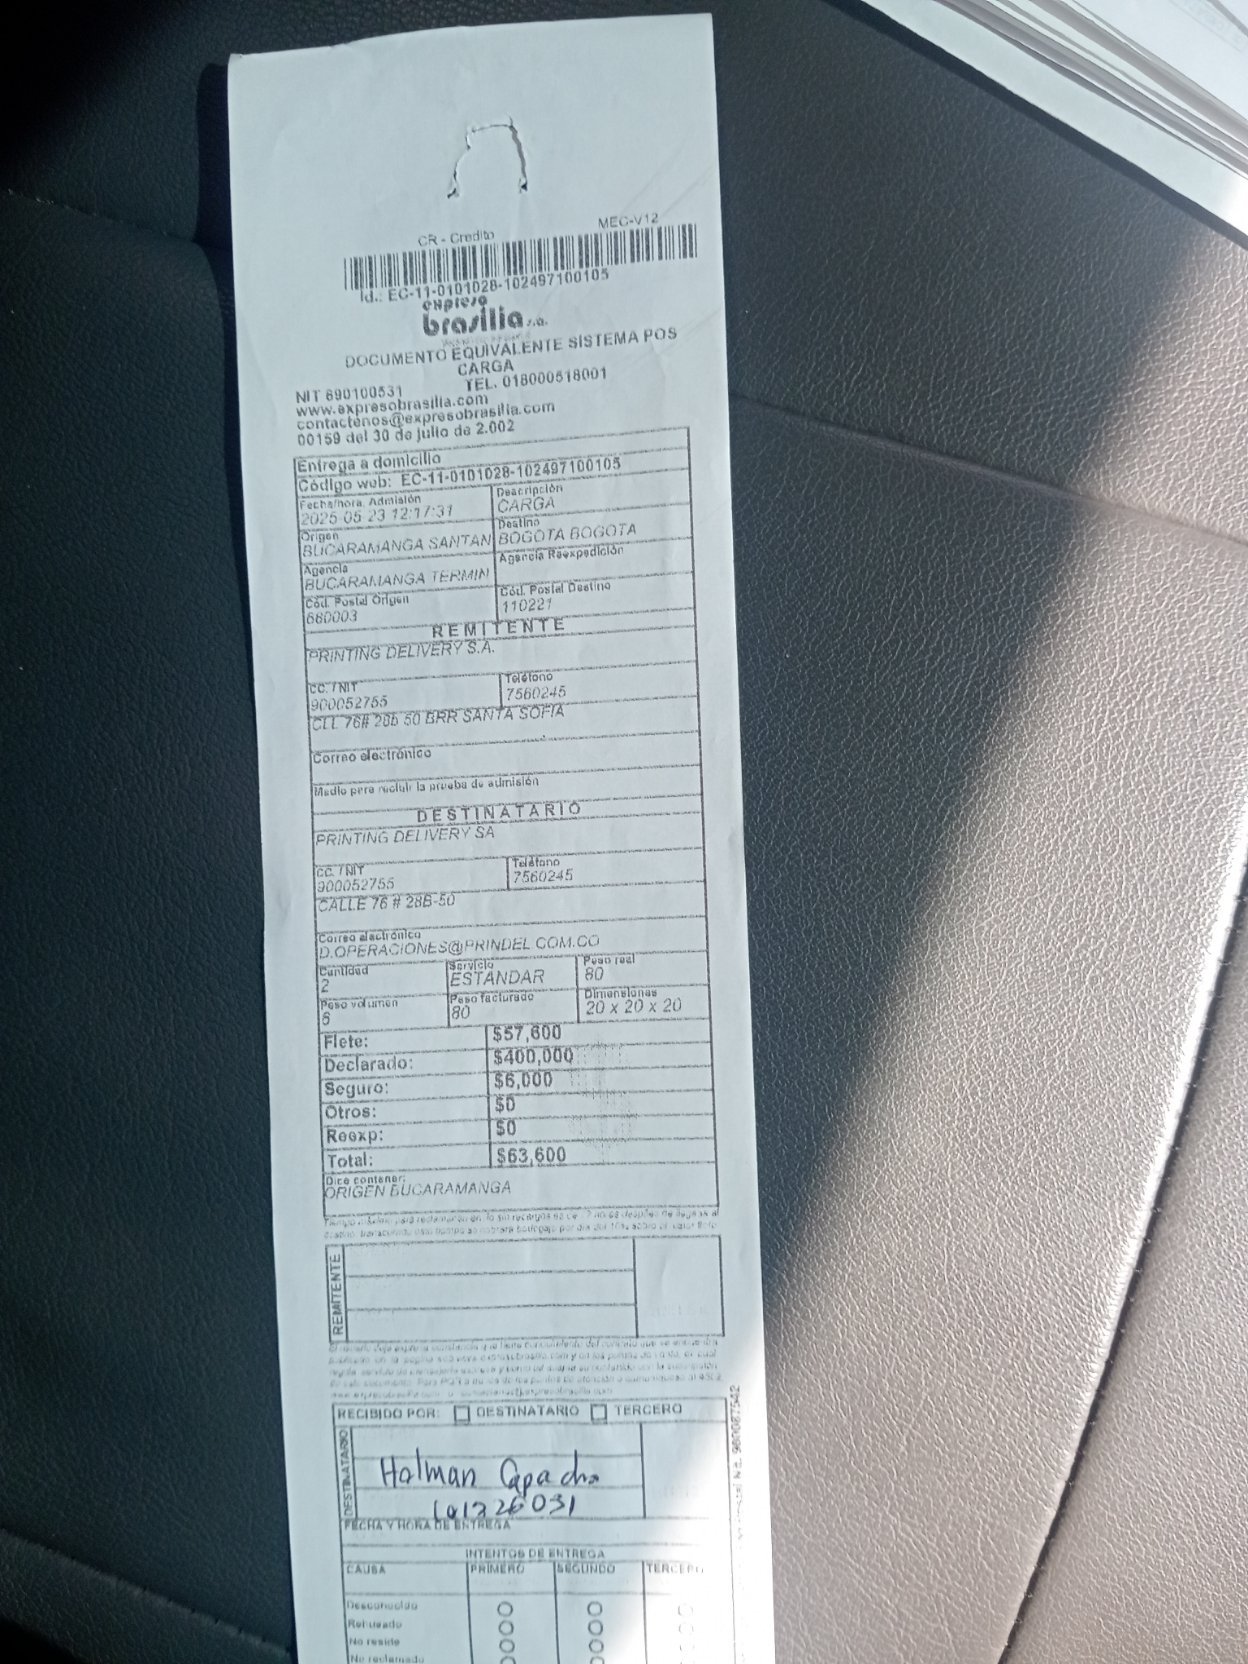 CR - Credito
MEC-V12
Id.: EC-11-0101028-102497100105
expreso
brasilia s.a.
DOCUMENTO EQUIVALENTE SISTEMA POS
CARGA
NIT 890100531 TEL. 018000518001
www.expresobrasilia.com
contactenos@expresobrasilia.com
00159 del 30 de julio de 2.002
Entrega a domicilio
Código web: EC-11-0101028-102497100105
Fecha/hora. Admisión
2025 05 23 12:17:31
Descripción
CARGA
Origen
BUCARAMANGA SANTAN
Destino
BOGOTA BOGOTA
Agencia
BUCARAMANGA TERMIN
Agencia Reexpedición
Cód. Postal Origen
680003
Cód. Postal Destino
110221
REMITENTE
PRINTING DELIVERY S.A.
CC. / NIT
900052755
Teléfono
7560245
CLL 76# 28b 50 BRR SANTA SOFIA
Correo electrónico
Medio para recibir la prueba de admisión
DESTINATARIO
PRINTING DELIVERY SA
CC. / NIT
900052755
Teléfono
7560245
CALLE 76 # 28B-50
Correo electrónico
D.OPERACIONES@PRINDEL.COM.CO
Cantidad
2
Servicio
ESTANDAR
Peso real
80
Peso volumen
6
Peso facturado
80
Dimensiones
20 x 20 x 20
Flete: $57,600
Declarado: $400,000
Seguro: $6,000
Otros: $0
Reexp: $0
Total: $63,600
Dice contener:
ORIGEN BUCARAMANGA
REMITENTE
RECIBIDO POR: DESTINATARIO TERCERO
DESTINATARIO
Holman Capacho
FECHA Y HORA DE ENTREGA
INTENTOS DE ENTREGA
CAUSA PRIMERO SEGUNDO TERCERO
Desconocido
Rehusado
No reside
No reclamado